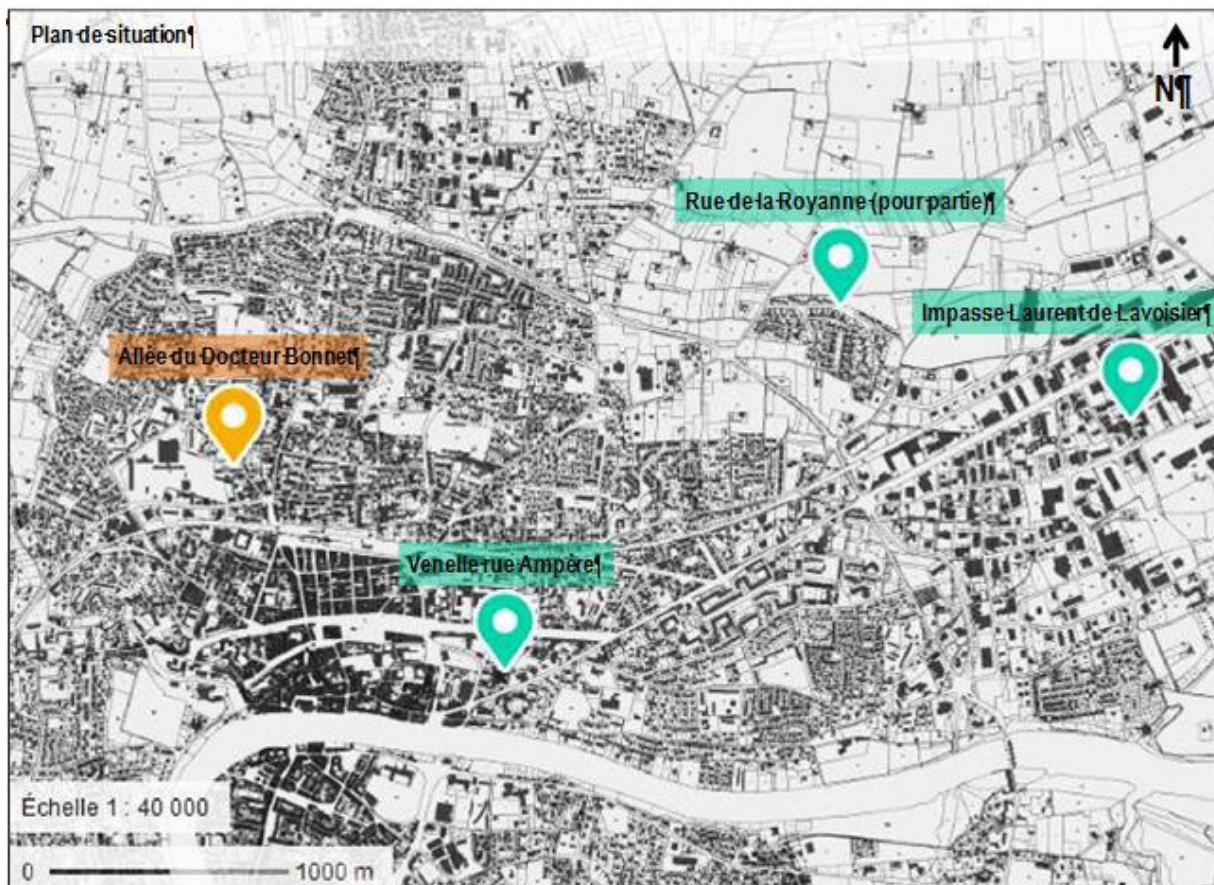 Plan·de·situation¶
N¶
Rue·de·la·Royanne·(pour·partie)¶
Impasse·Laurent·de·Lavoisier¶
Allée·du·Docteur·Bonnet¶
Venelle·rue·Ampère¶
Échelle 1 : 40 000
0 1000 m